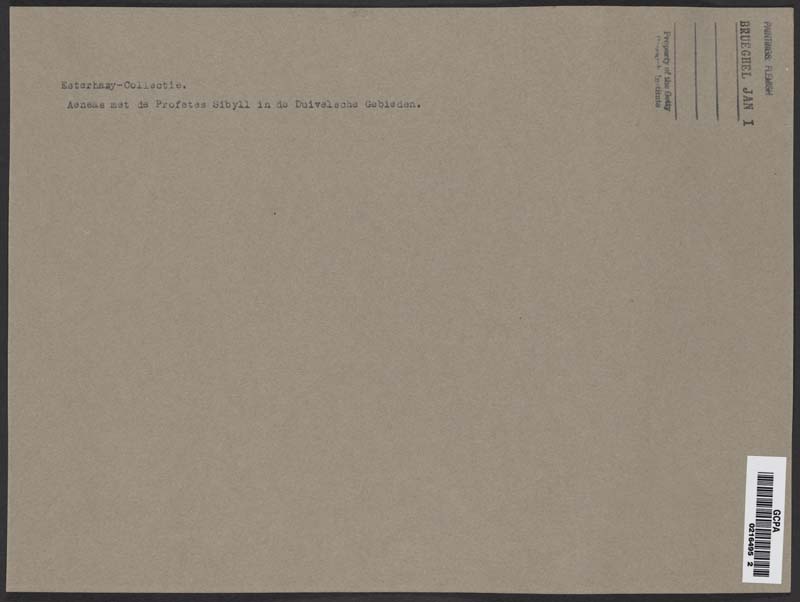 Esterhazy-Collectie.
Aeneas met de Profetes Sibyll in de Duivelsche Gebieden.
PAINTINGS FLEMISH
BRUEGHEL JAN I
Property of the Getty
Institute
GCPA
0216495 2